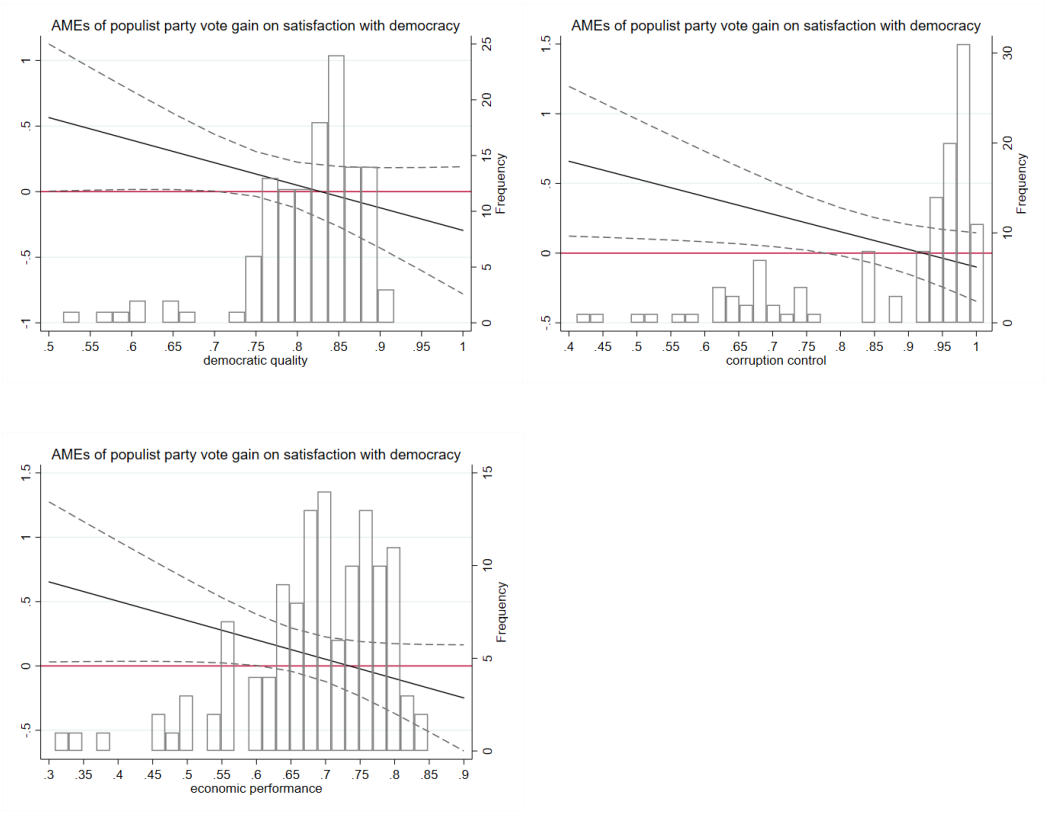 AMEs of populist party vote gain on satisfaction with democracy
1
.5
0
-.5
-1
25
20
15
10
5
0
Frequency
.5 .55 .6 .65 .7 .75 .8 .85 .9 .95 1
democratic quality
AMEs of populist party vote gain on satisfaction with democracy
1.5
1
.5
0
-.5
30
20
10
0
Frequency
.4 .45 .5 .55 .6 .65 .7 .75 .8 .85 .9 .95 1
corruption control
AMEs of populist party vote gain on satisfaction with democracy
1.5
1
.5
0
-.5
15
10
5
0
Frequency
.3 .35 .4 .45 .5 .55 .6 .65 .7 .75 .8 .85 .9
economic performance